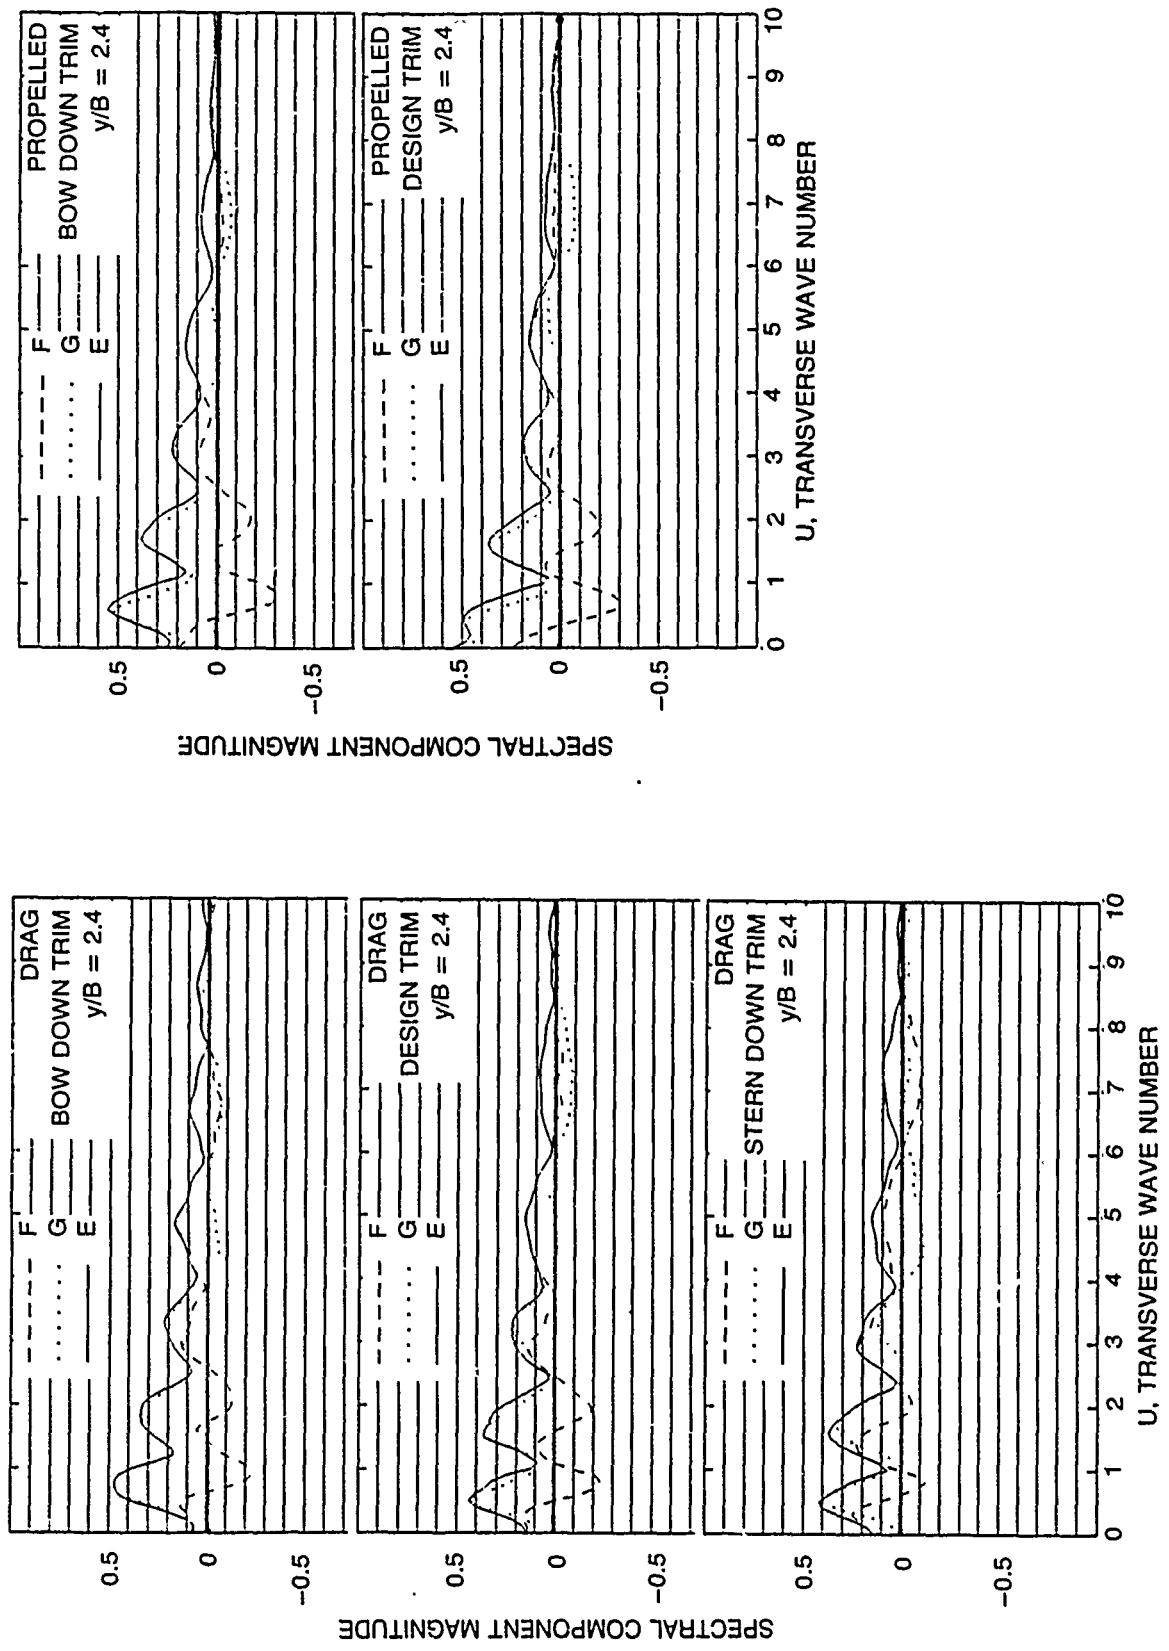 SPECTRAL COMPONENT MAGNITUDE
0.5
0
−0.5
F
G
E
DRAG
BOW DOWN TRIM
y/B = 2.4
0.5
0
−0.5
F
G
E
DRAG
DESIGN TRIM
y/B = 2.4
0.5
0
−0.5
F
G
E
DRAG
STERN DOWN TRIM
y/B = 2.4
0 1 2 3 4 5 6 7 8 9 10
U, TRANSVERSE WAVE NUMBER
SPECTRAL COMPONENT MAGNITUDE
0.5
0
−0.5
F
G
E
PROPELLED
BOW DOWN TRIM
y/B = 2.4
0.5
0
−0.5
F
G
E
PROPELLED
DESIGN TRIM
y/B = 2.4
0 1 2 3 4 5 6 7 8 9 10
U, TRANSVERSE WAVE NUMBER